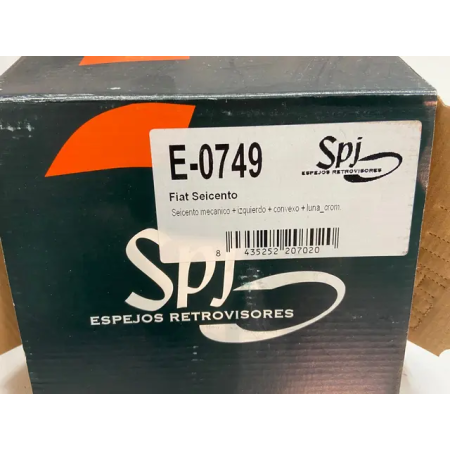 E-0749
Spj
ESPEJOS RETROVISORES
Fiat Seicento
Seicento mecanico + izquierdo + convexo + luna_crom.
8 435252 207020
Spj
ESPEJOS RETROVISORES